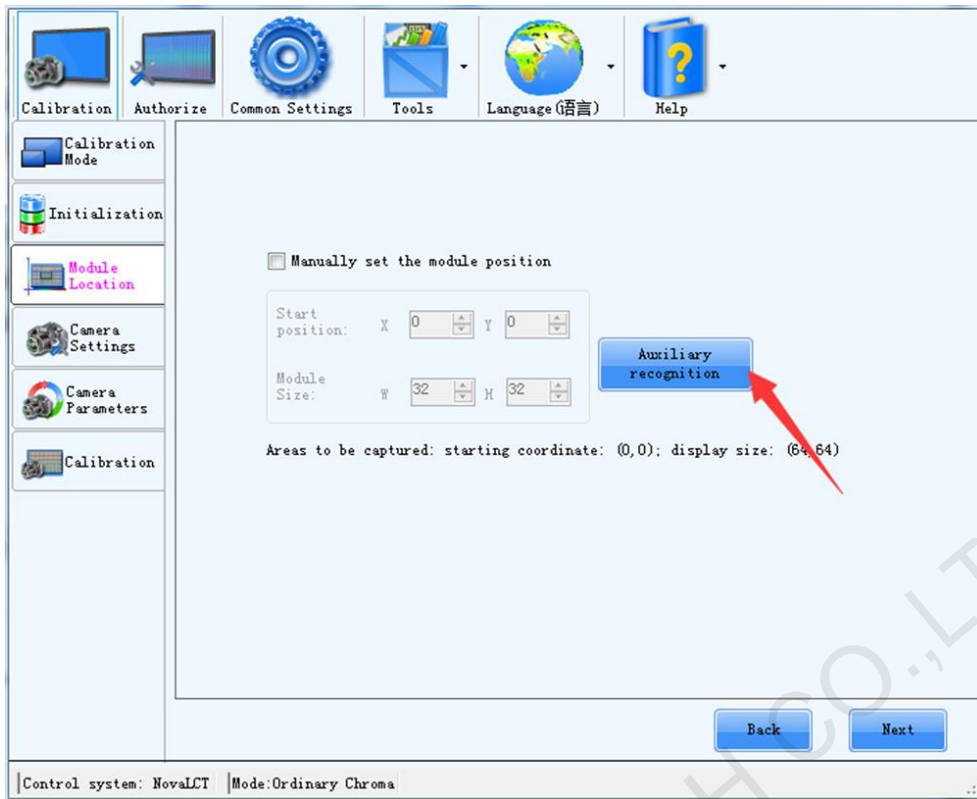 Calibration
Authorize
Common Settings
Tools
Language(语言)
Help
Calibration
Mode
Initialization
Module
Location
Camera
Settings
Camera
Parameters
Calibration
Manually set the module position
Start
position: X 0 Y 0
Module
Size: W 32 H 32
Auxiliary
recognition
Areas to be captured: starting coordinate: (0,0); display size: (64,64)
Back
Next
Control system: NovaLCT
Mode:Ordinary Chroma
H CO.,LT